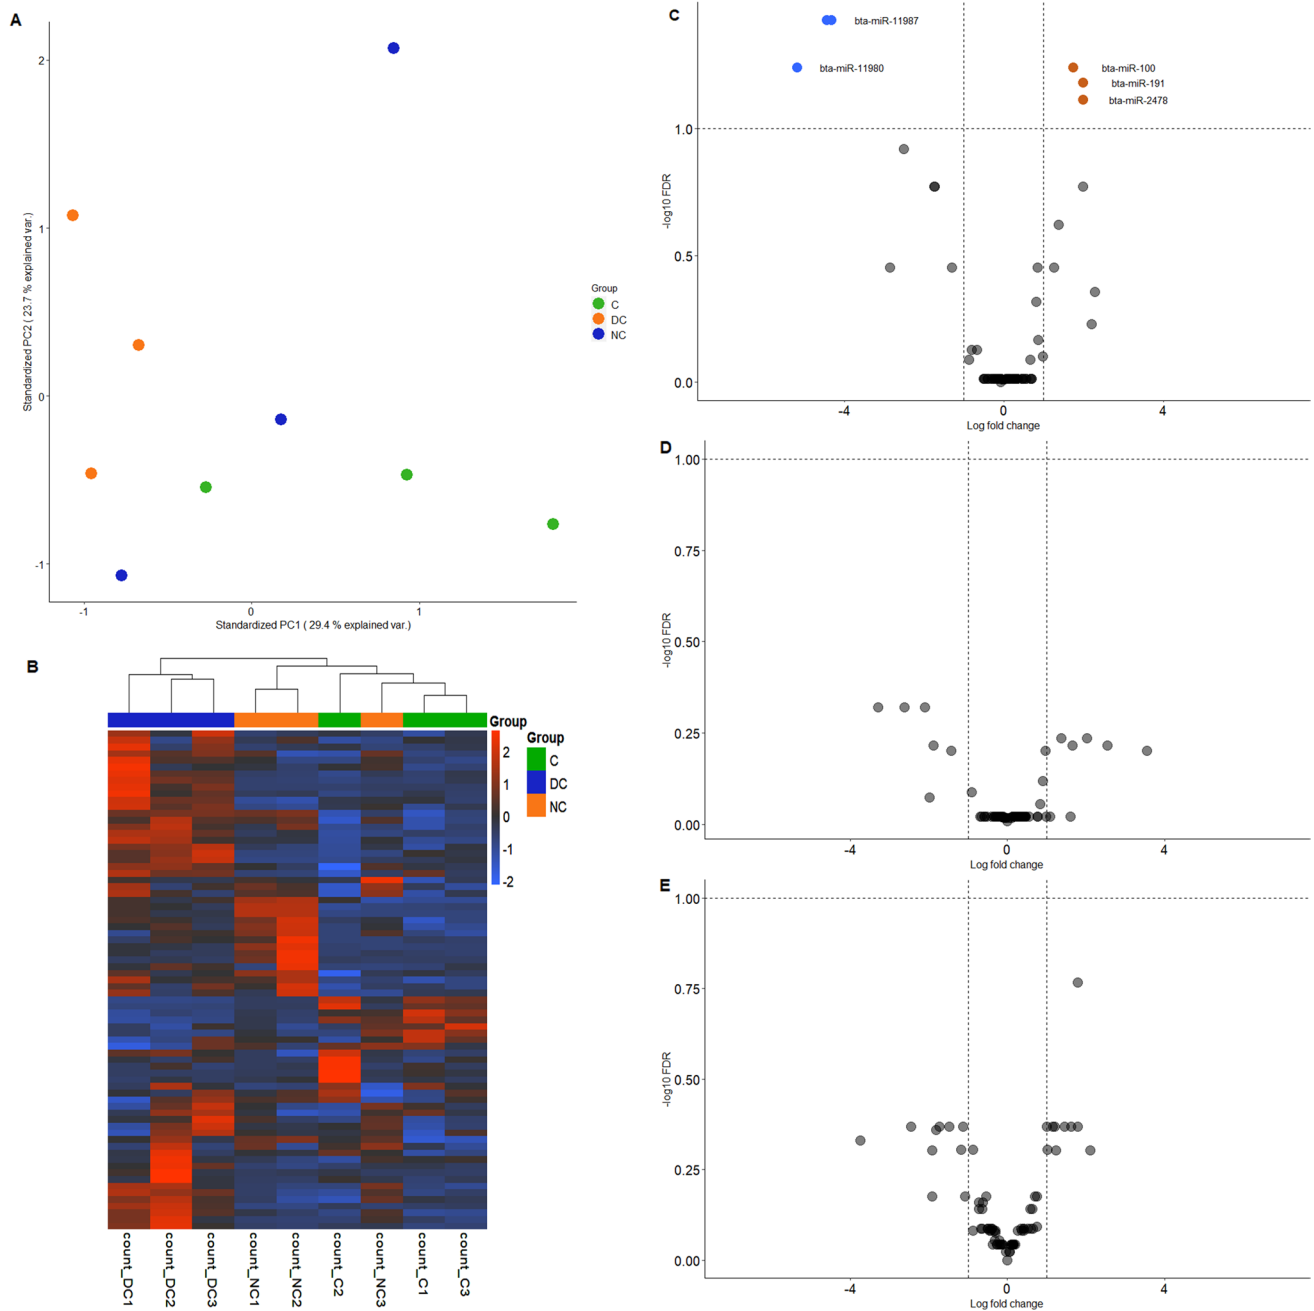 A
2
1
0
-1
Standardized PC2 ( 23.7 % explained var.)
-1
0
1
Standardized PC1 ( 29.4 % explained var.)
Group
C
DC
NC
B
Group
2
1
0
-1
-2
Group
C
DC
NC
count_DC1
count_DC2
count_DC3
count_NC1
count_NC2
count_C2
count_NC3
count_C1
count_C3
C
bta-miR-11987
bta-miR-11980
bta-miR-100
bta-miR-191
bta-miR-2478
1.0
0.5
0.0
-log10 FDR
-4
0
4
Log fold change
D
1.00
0.75
0.50
0.25
0.00
-log10 FDR
-4
0
4
Log fold change
E
1.00
0.75
0.50
0.25
0.00
-log10 FDR
-4
0
4
Log fold change